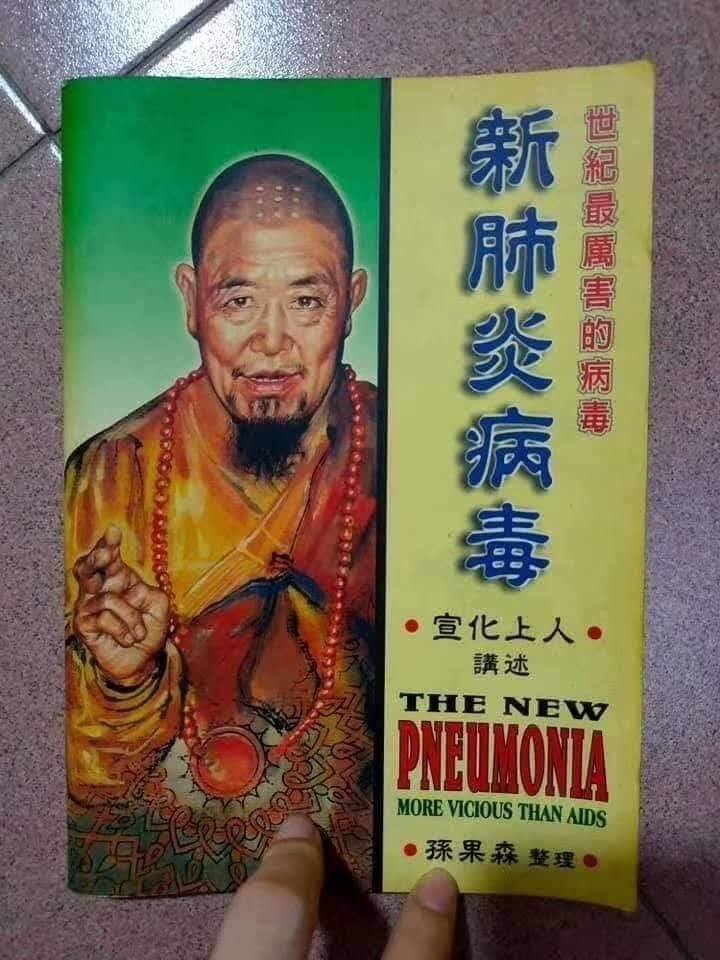 世紀最厲害的病毒
新肺炎病毒
•宣化上人•
講述
THE NEW
PNEUMONIA
MORE VICIOUS THAN AIDS
•孫果森 整理•